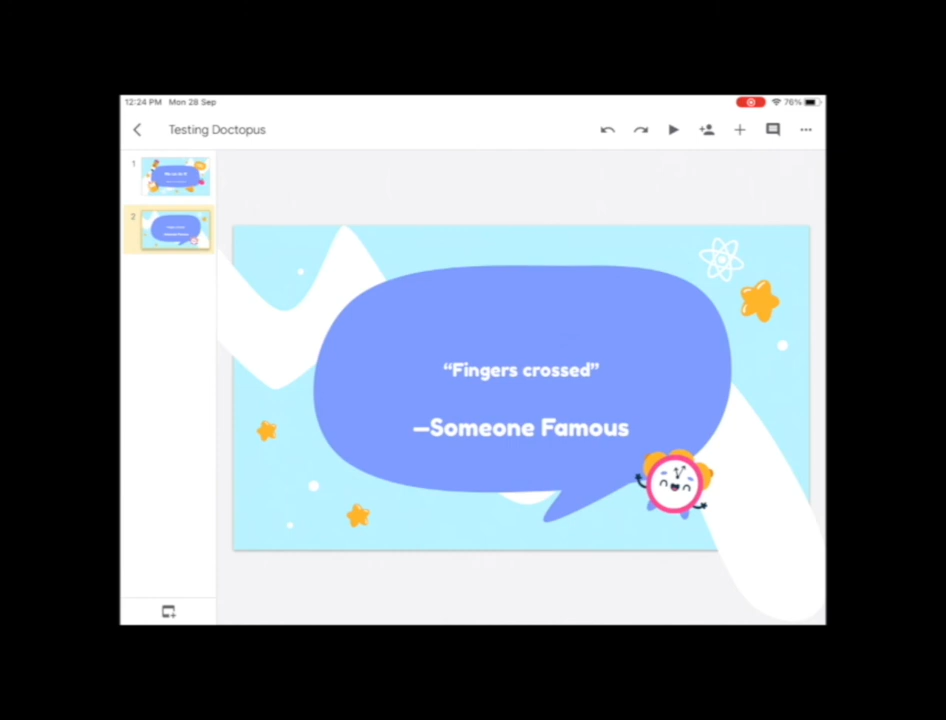 12:24 PM Mon 28 Sep
76%
Testing Doctopus
1
2
“Fingers crossed”
—Someone Famous